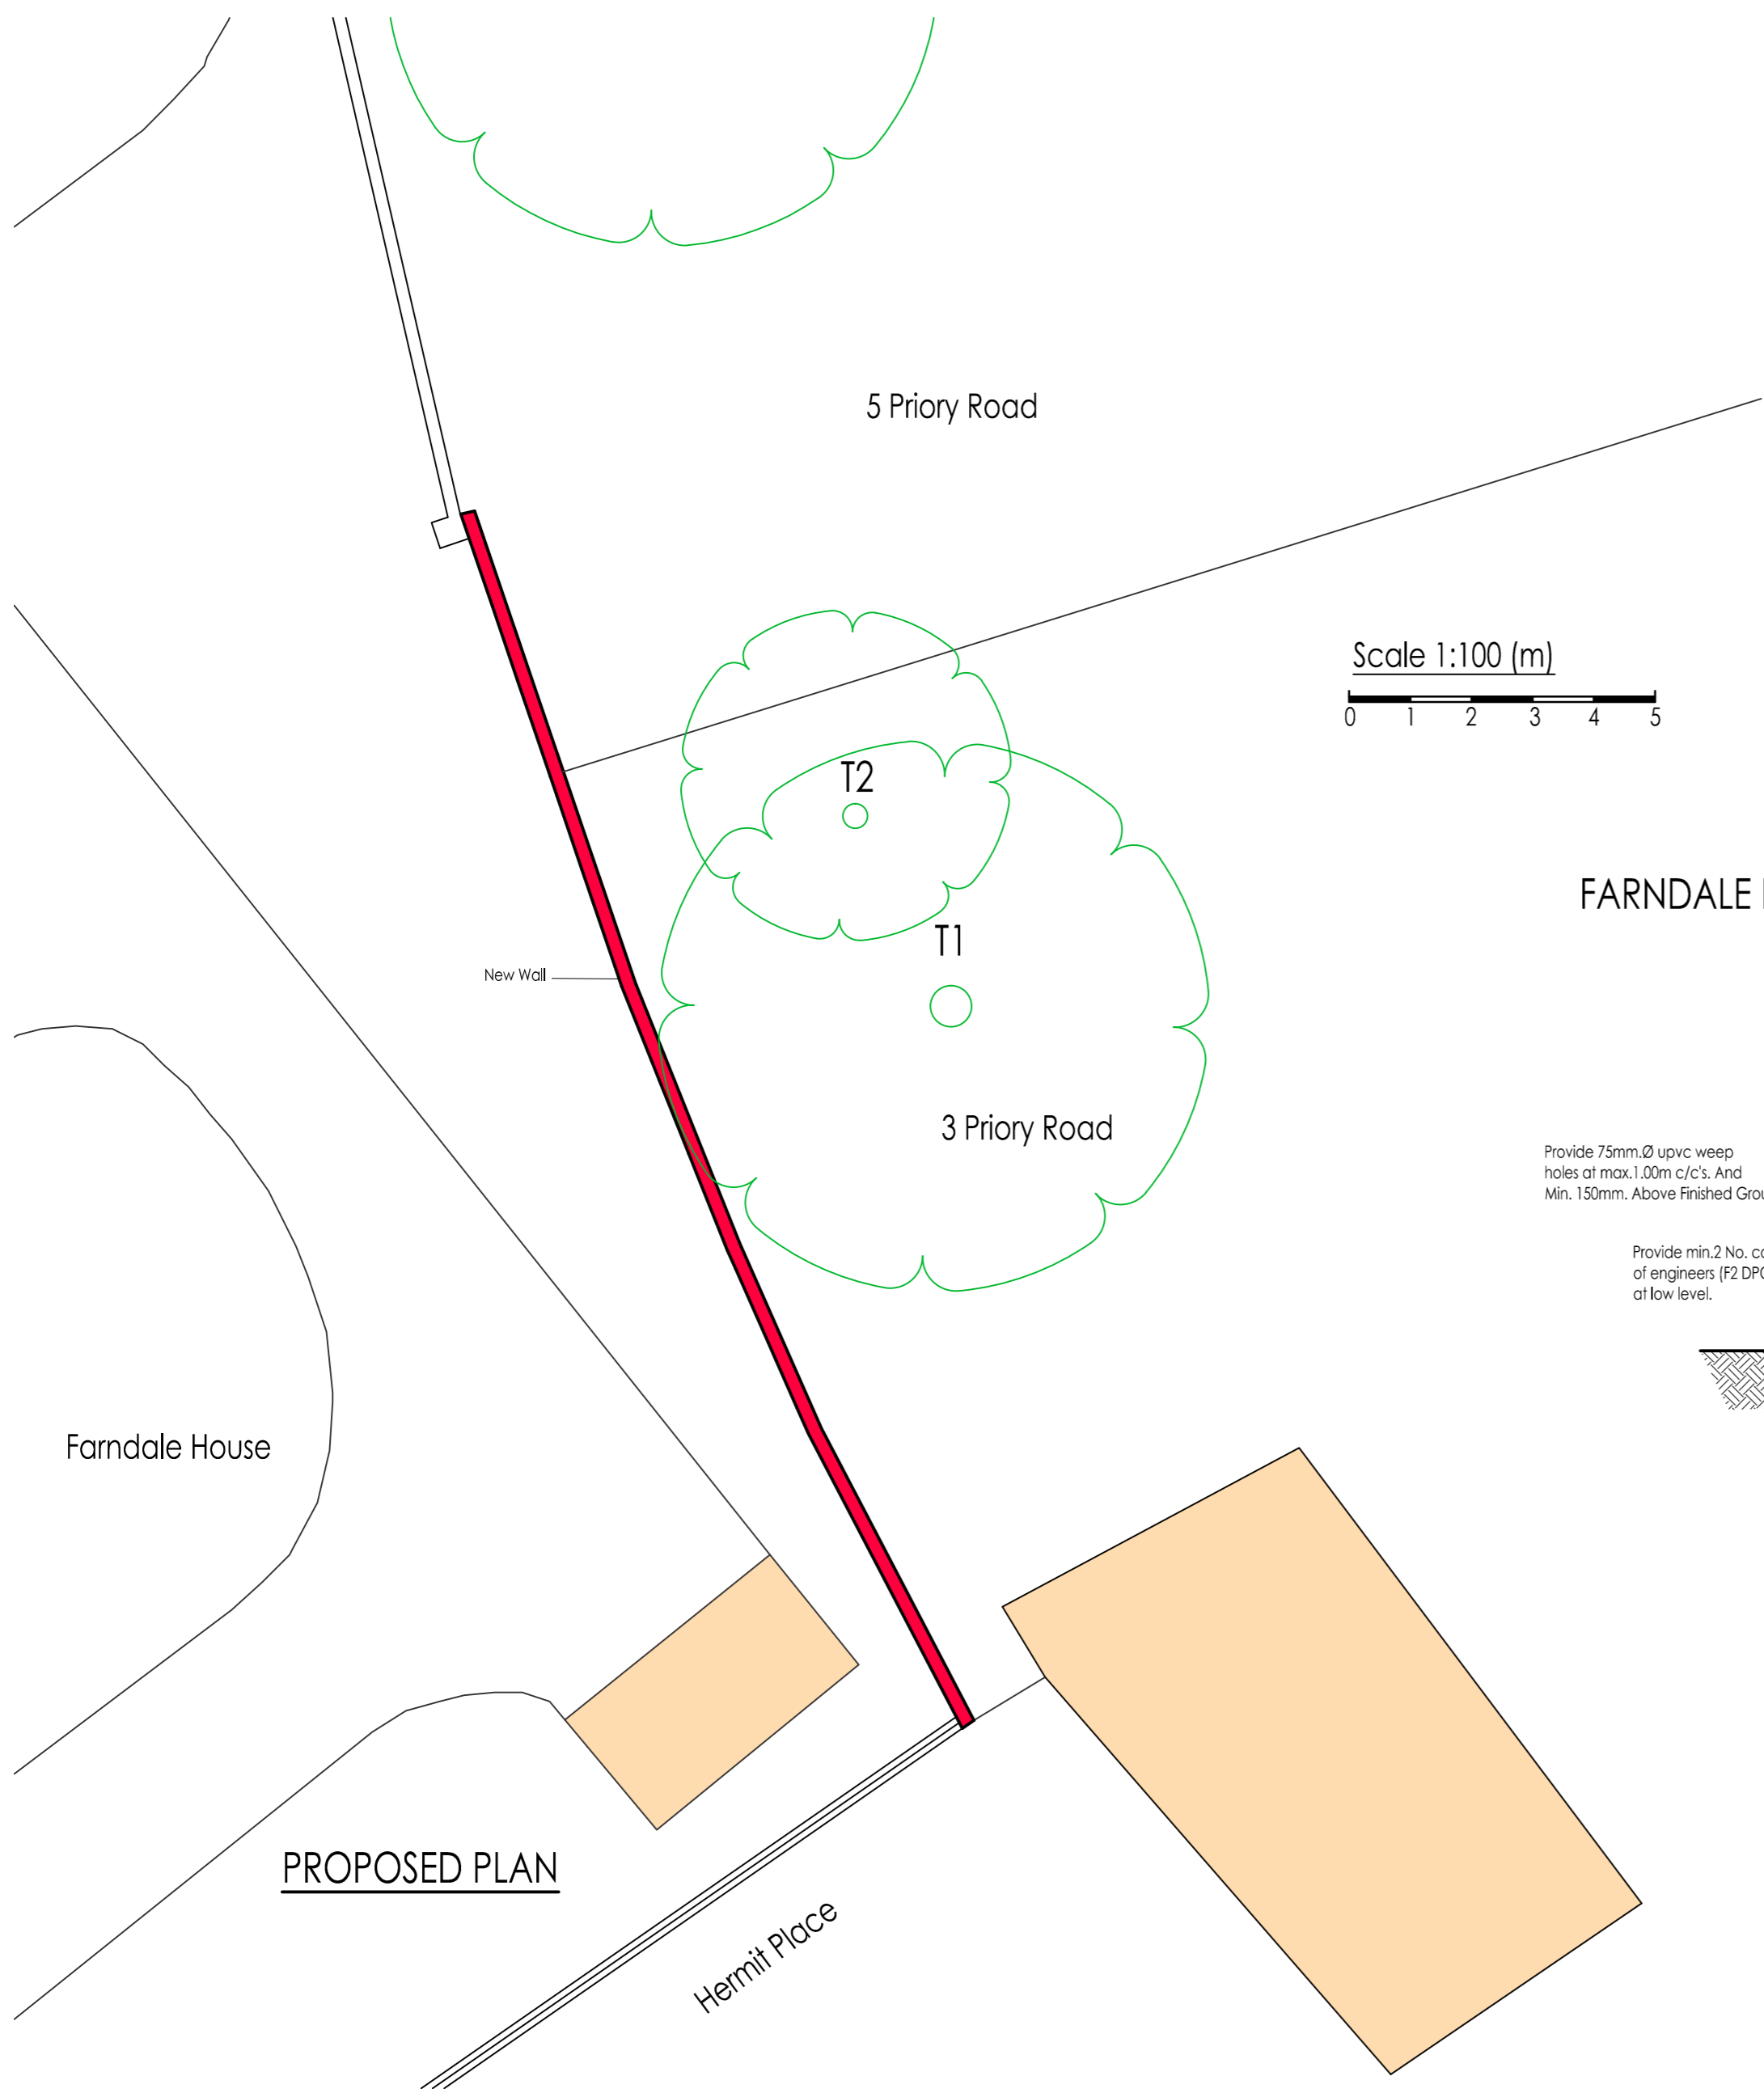 5 Priory Road
Scale 1:100 (m)
0 1 2 3 4 5
T2
FARNDALE
T1
New Wall
3 Priory Road
Provide 75mm.Ø upvc weep
holes at max.1.00m c/c's. And
Min. 150mm. Above Finished
Provide min.2 No.
of engineers (F2
at low level.
Farndale House
PROPOSED PLAN
Hermit Place